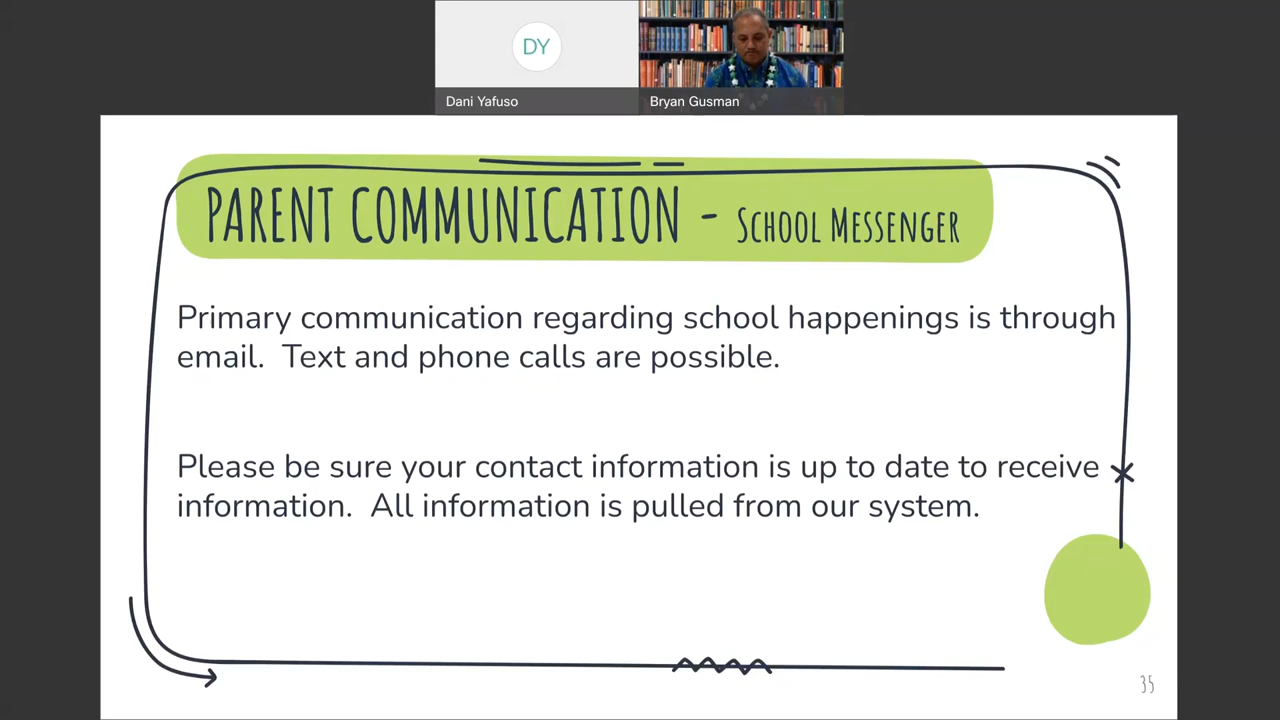 DY
Dani Yafuso
Bryan Gusman
PARENT COMMUNICATION - SCHOOL MESSENGER
Primary communication regarding school happenings is through
email.  Text and phone calls are possible.
Please be sure your contact information is up to date to receive
information.  All information is pulled from our system.
35